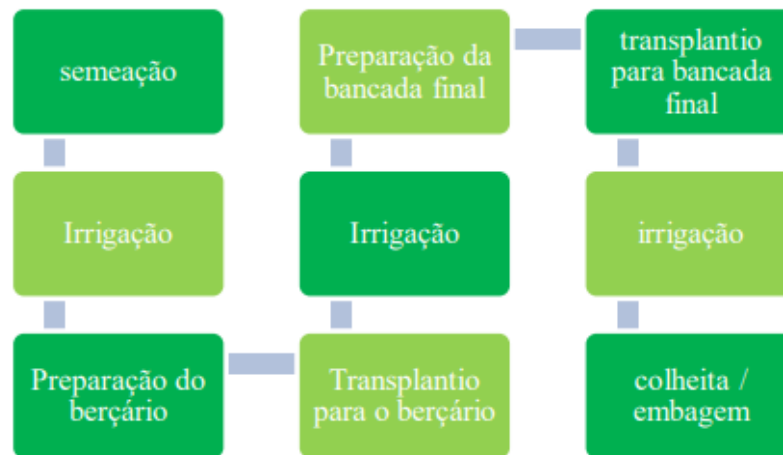 semeação
Irrigação
Preparação do
berçário
Transplantio
para o berçário
Irrigação
Preparação da
bancada final
transplantio
para bancada
final
irrigação
colheita /
embagem